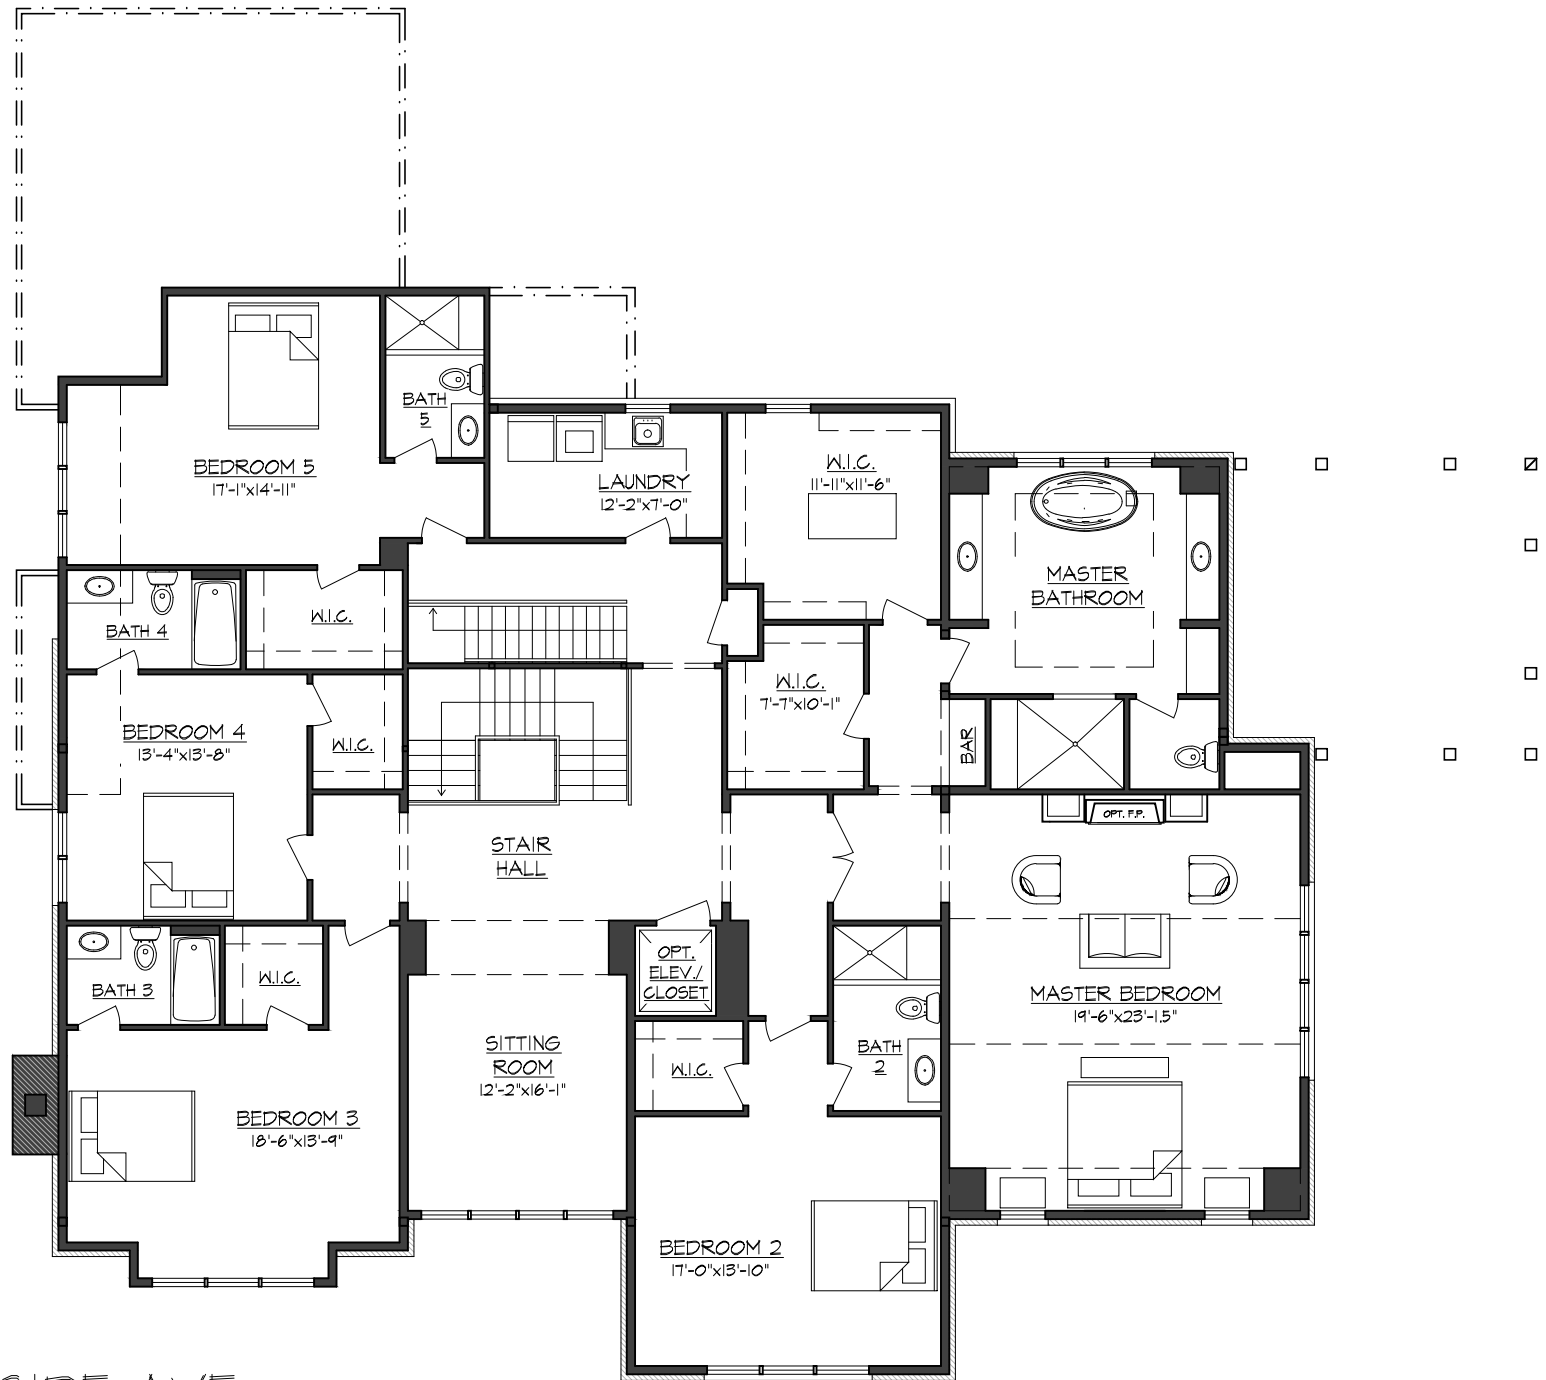 BATH
5
BEDROOM 5
17'-1"x14'-11"
LAUNDRY
12'-2"x7'-0"
W.I.C.
11'-11"x11'-6"
MASTER
BATHROOM
BATH 4
W.I.C.
W.I.C.
7'-7"x10'-1"
BEDROOM 4
13'-4"x13'-8"
W.I.C.
BAR
OPT. F.P.
STAIR
HALL
OPT.
ELEV./
CLOSET
BATH 3
W.I.C.
MASTER BEDROOM
19'-6"x23'-1.5"
SITTING
ROOM
12'-2"x16'-1"
W.I.C.
BATH
2
BEDROOM 3
18'-6"x13'-9"
BEDROOM 2
17'-0"x13'-10"